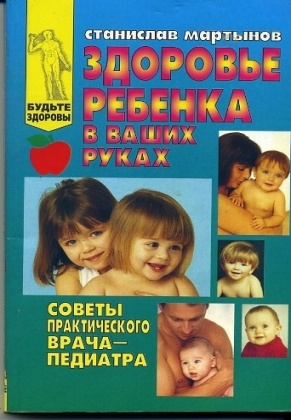 станислав мартынов
ЗДОРОВЬЕ
РЕБЕНКА
В ВАШИХ
РУКАХ
БУДЬТЕ
ЗДОРОВЫ
СОВЕТЫ
ПРАКТИЧЕСКОГО
ВРАЧА—
ПЕДИАТРА